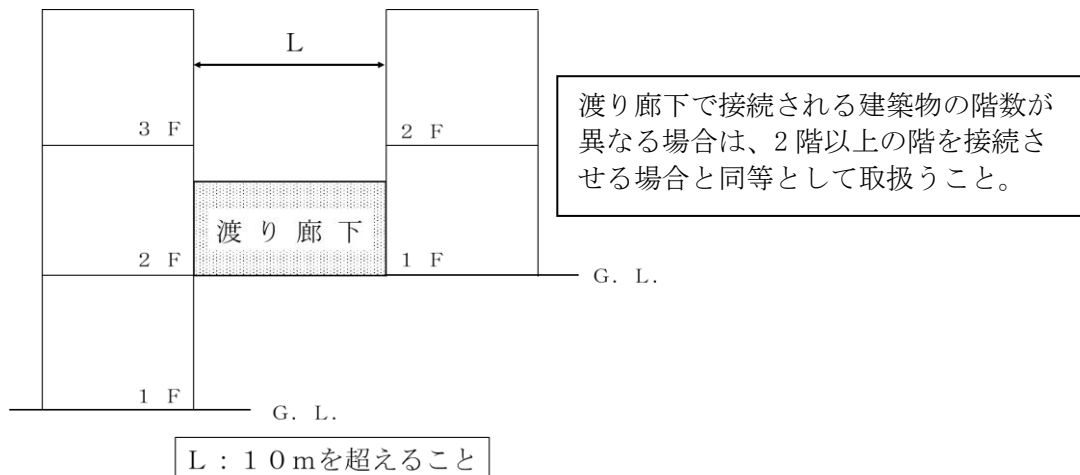 L
渡り廊下で接続される建築物の階数が
異なる場合は、2階以上の階を接続さ
せる場合と同等として取扱うこと。
3 F
2 F
渡 り 廊 下
2 F
1 F
G. L.
1 F
G. L.
L：１０ｍを超えること